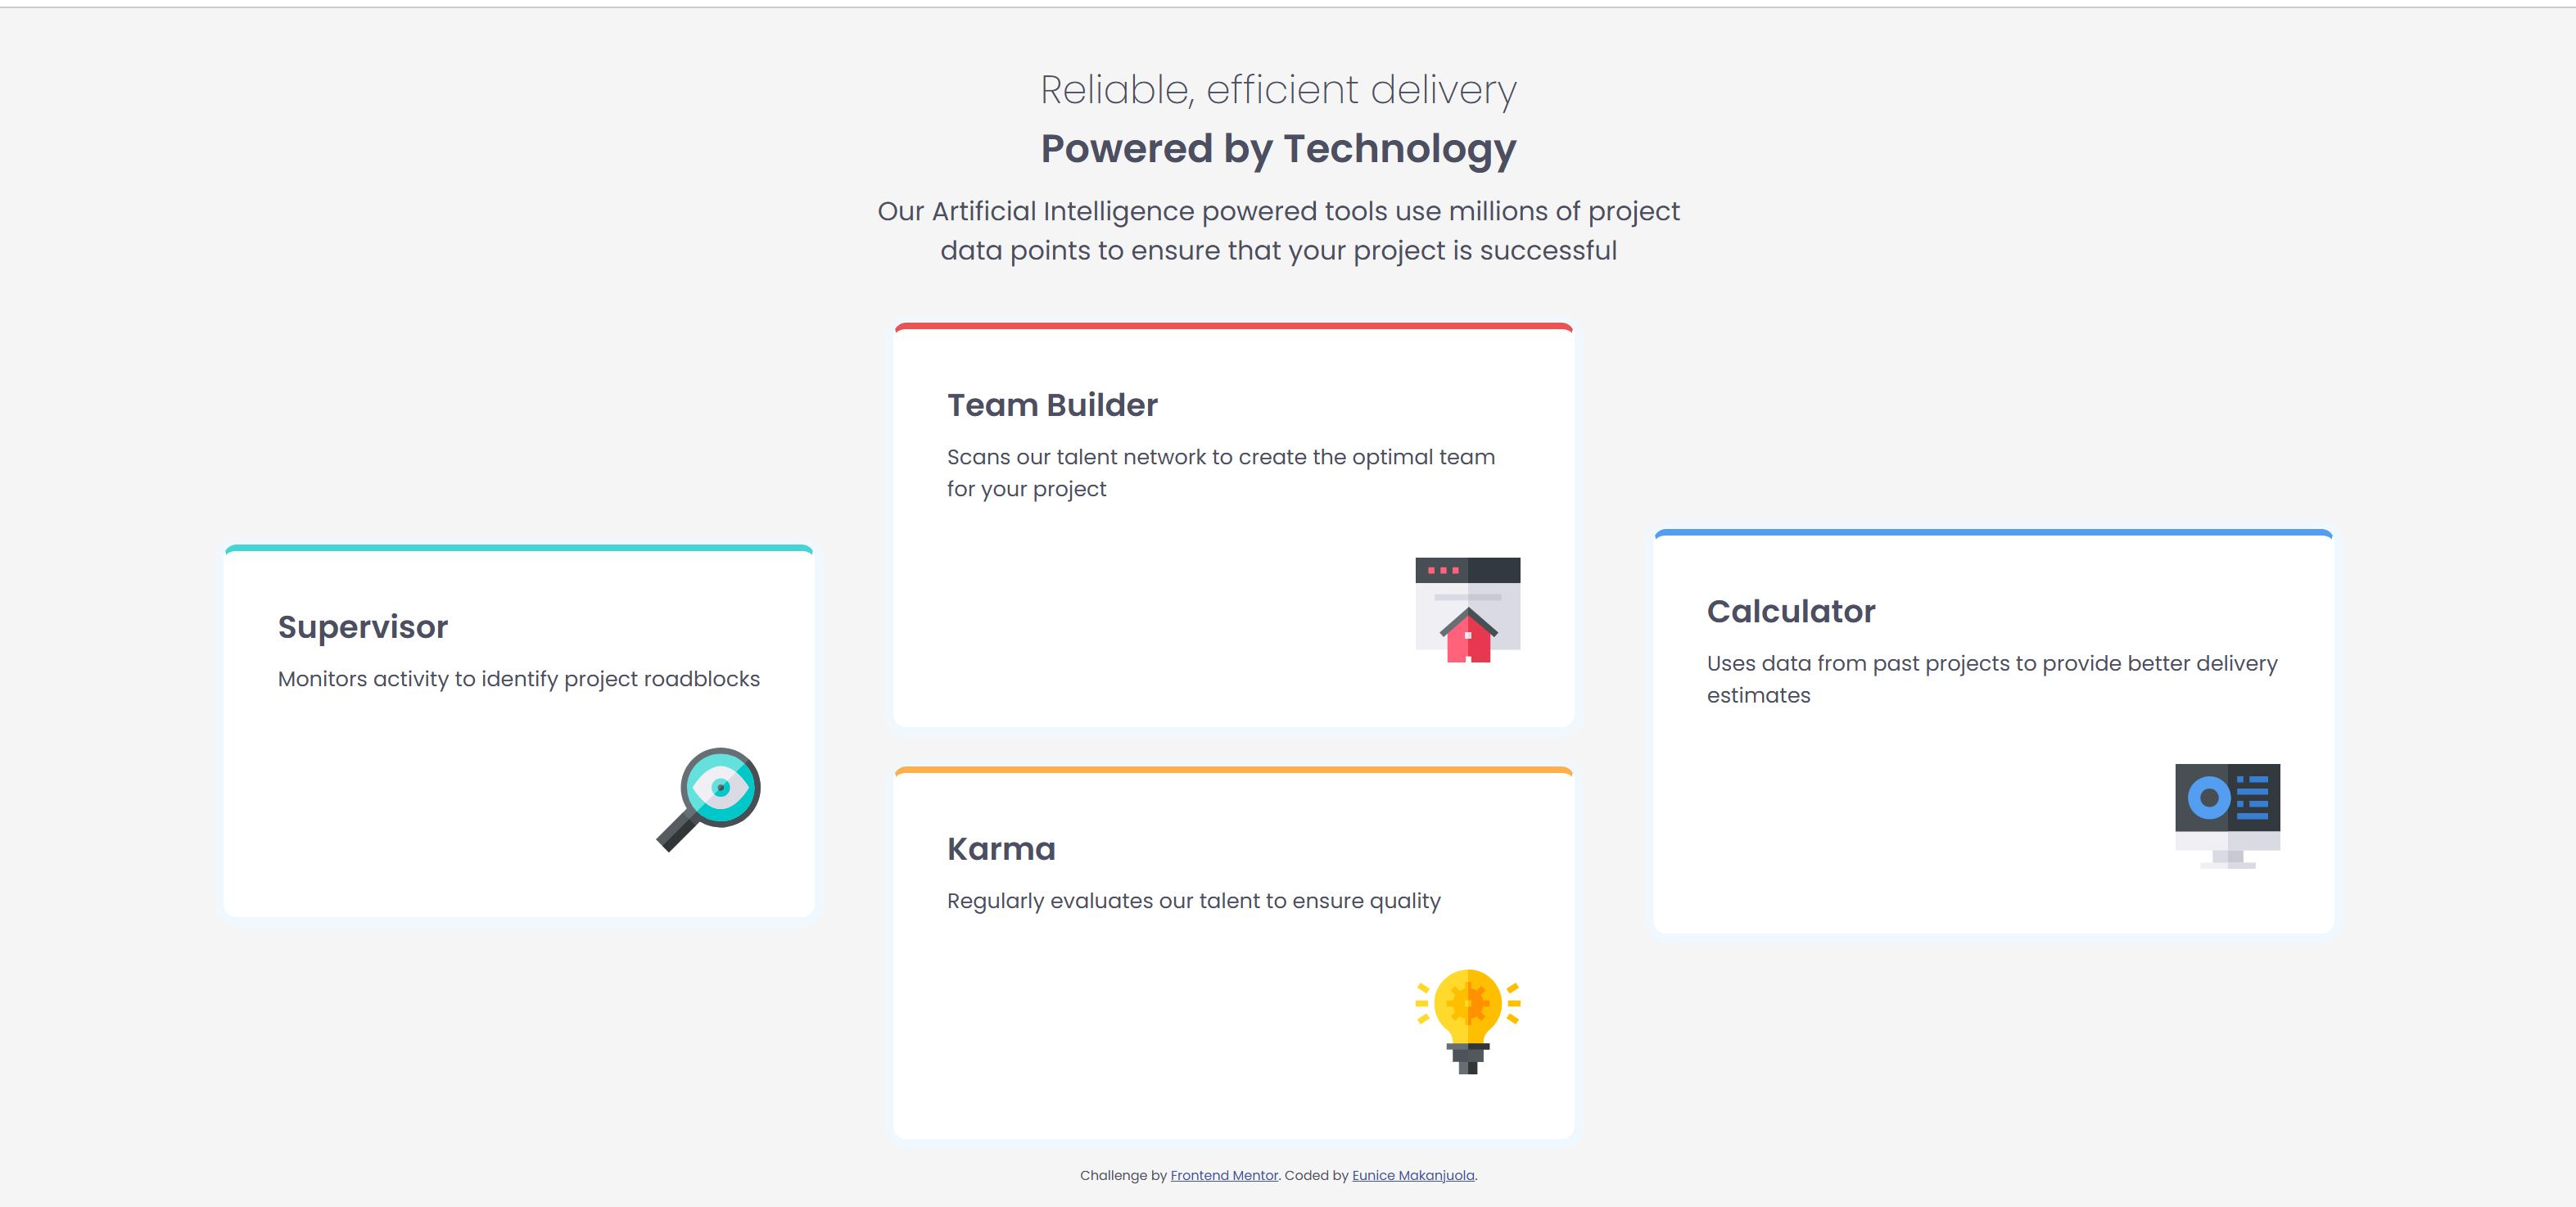 Reliable, efficient delivery
Powered by Technology
Our Artificial Intelligence powered tools use millions of project
data points to ensure that your project is successful
Supervisor
Monitors activity to identify project roadblocks
Team Builder
Scans our talent network to create the optimal team
for your project
Karma
Regularly evaluates our talent to ensure quality
Calculator
Uses data from past projects to provide better delivery
estimates
Challenge by Frontend Mentor. Coded by Eunice Makanjuola.